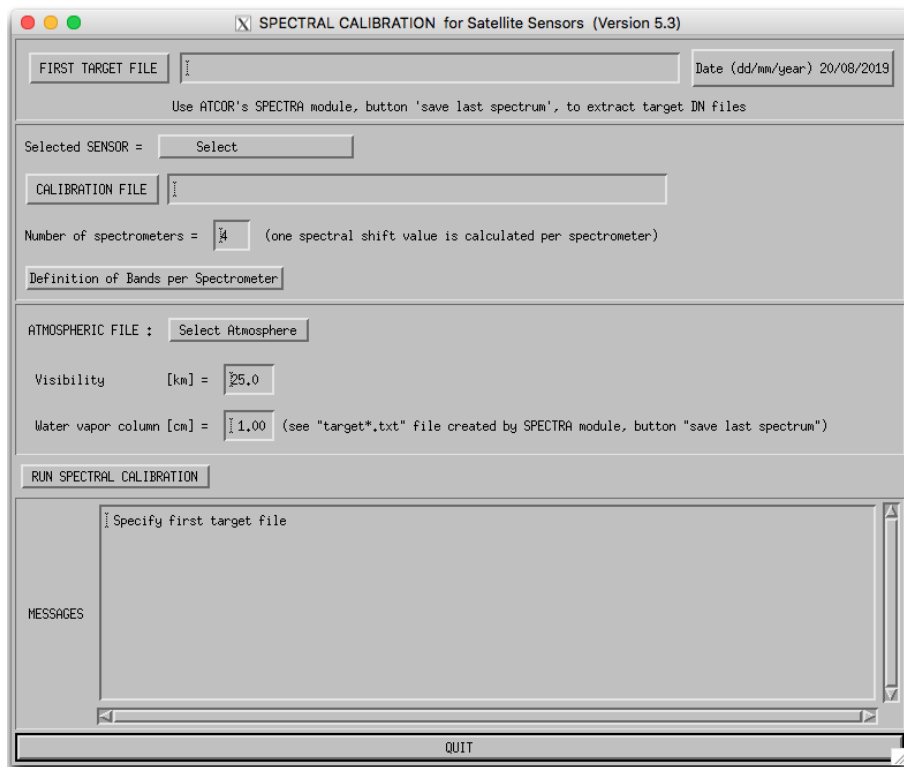 SPECTRAL CALIBRATION for Satellite Sensors (Version 5.3)
FIRST TARGET FILE Date (dd/mm/year) 20/08/2019
Use ATCOR's SPECTRA module, button 'save last spectrum', to extract target DN files
Selected SENSOR = Select
CALIBRATION FILE
Number of spectrometers = 4 (one spectral shift value is calculated per spectrometer)
Definition of Bands per Spectrometer
ATMOSPHERIC FILE : Select Atmosphere
Visibility [km] = 25.0
Water vapor column [cm] = 1.00 (see "target*.txt" file created by SPECTRA module, button "save last spectrum")
RUN SPECTRAL CALIBRATION
Specify first target file
MESSAGES
QUIT